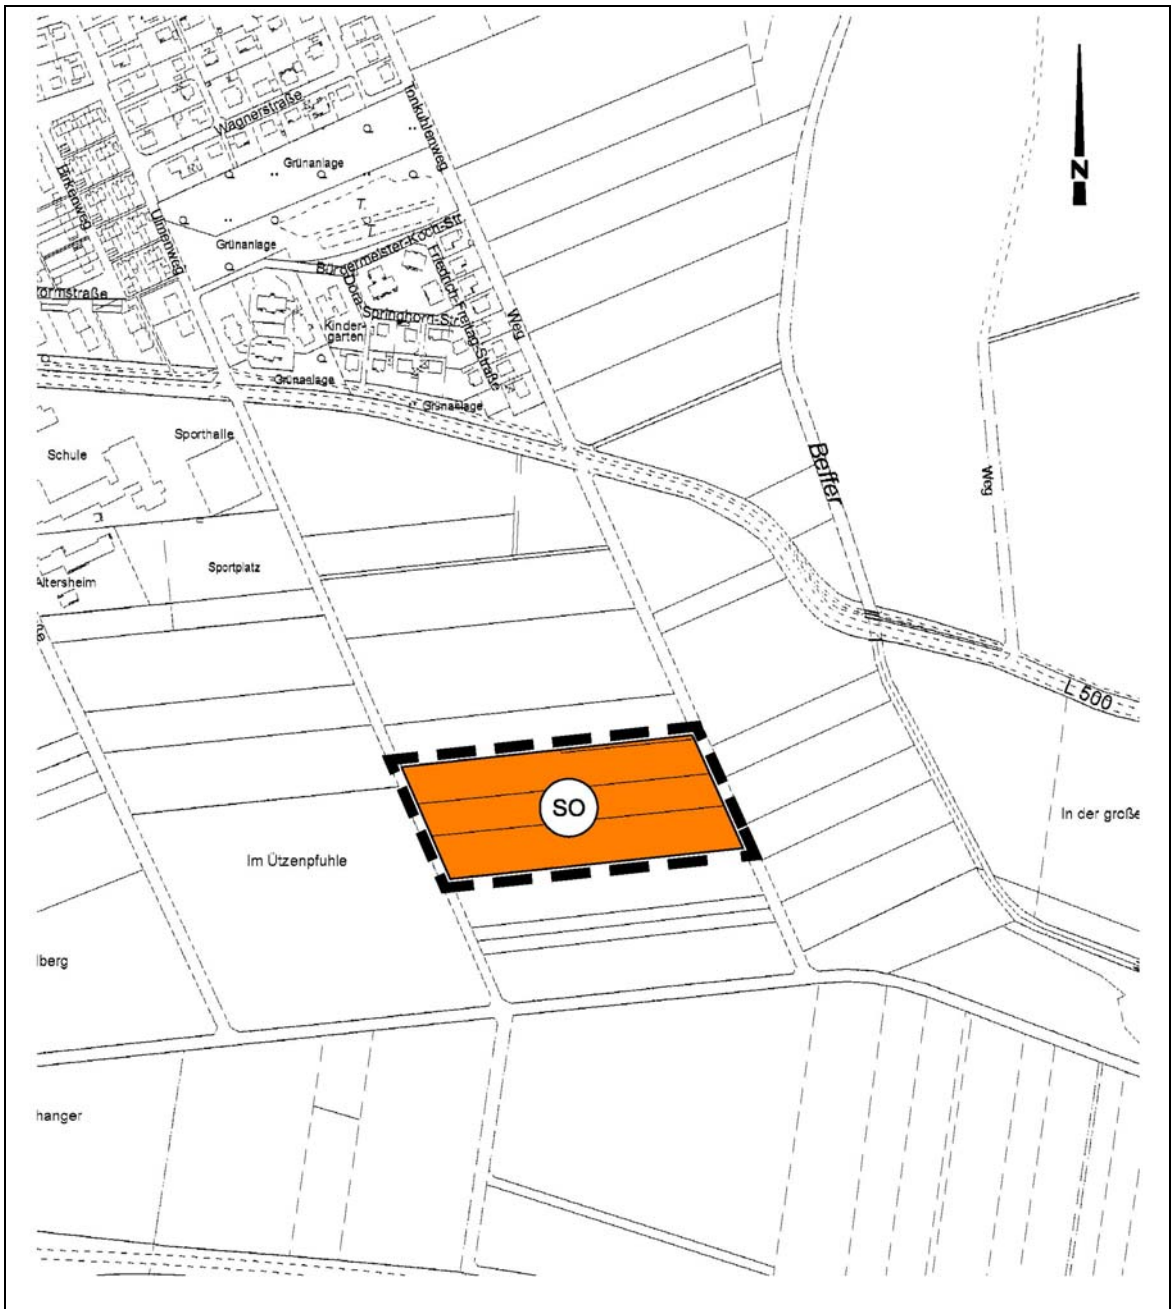 Wagnerstraße
Tonkuhlenweg
N
Grünanlage
Birkenweg
Ulmenweg
T.
T.
Grünanlage
Bürgermeister-Koch-Str
Friedrich-Freitag-Straße
Dora-Springhorn-Str
Weg
Kinder-
garten
Grünanlage
Grünanlage
Sporthalle
Schule
Beffer
Weg
Sportplatz
Altersheim
L 500
SO
In der große
Im Ützenpfuhle
lberg
hanger